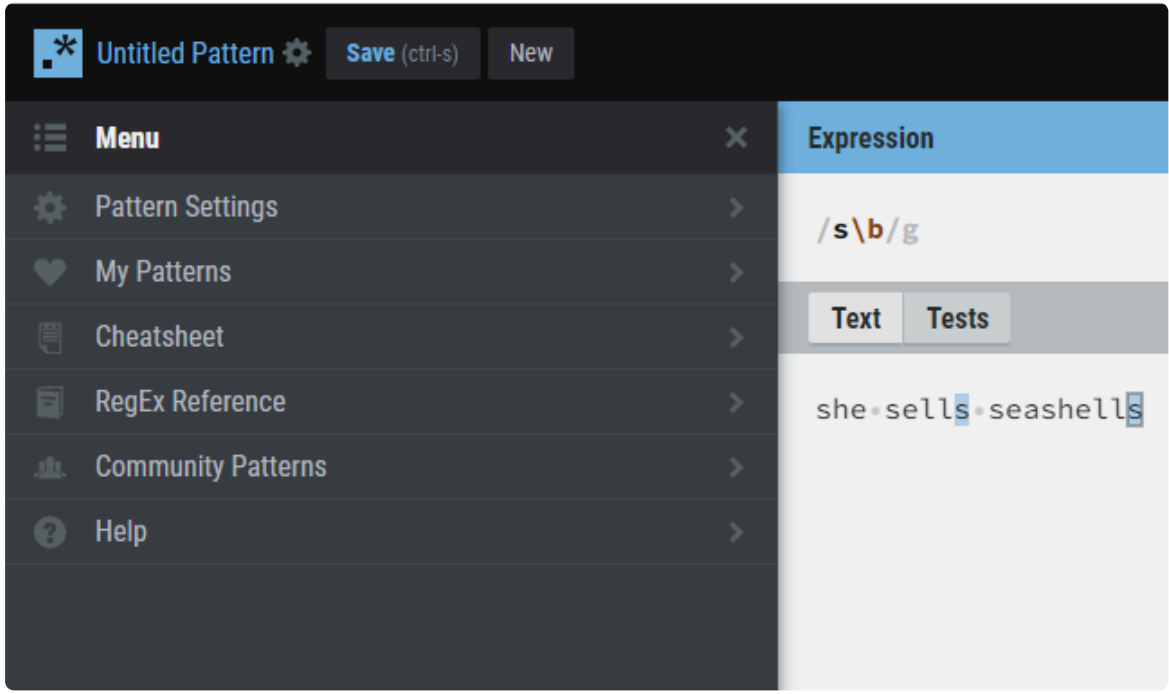 .* Untitled Pattern Save (ctrl-s) New
Menu
Pattern Settings
My Patterns
Cheatsheet
RegEx Reference
Community Patterns
Help
Expression
/s\b/g
Text Tests
she·sells·seashells